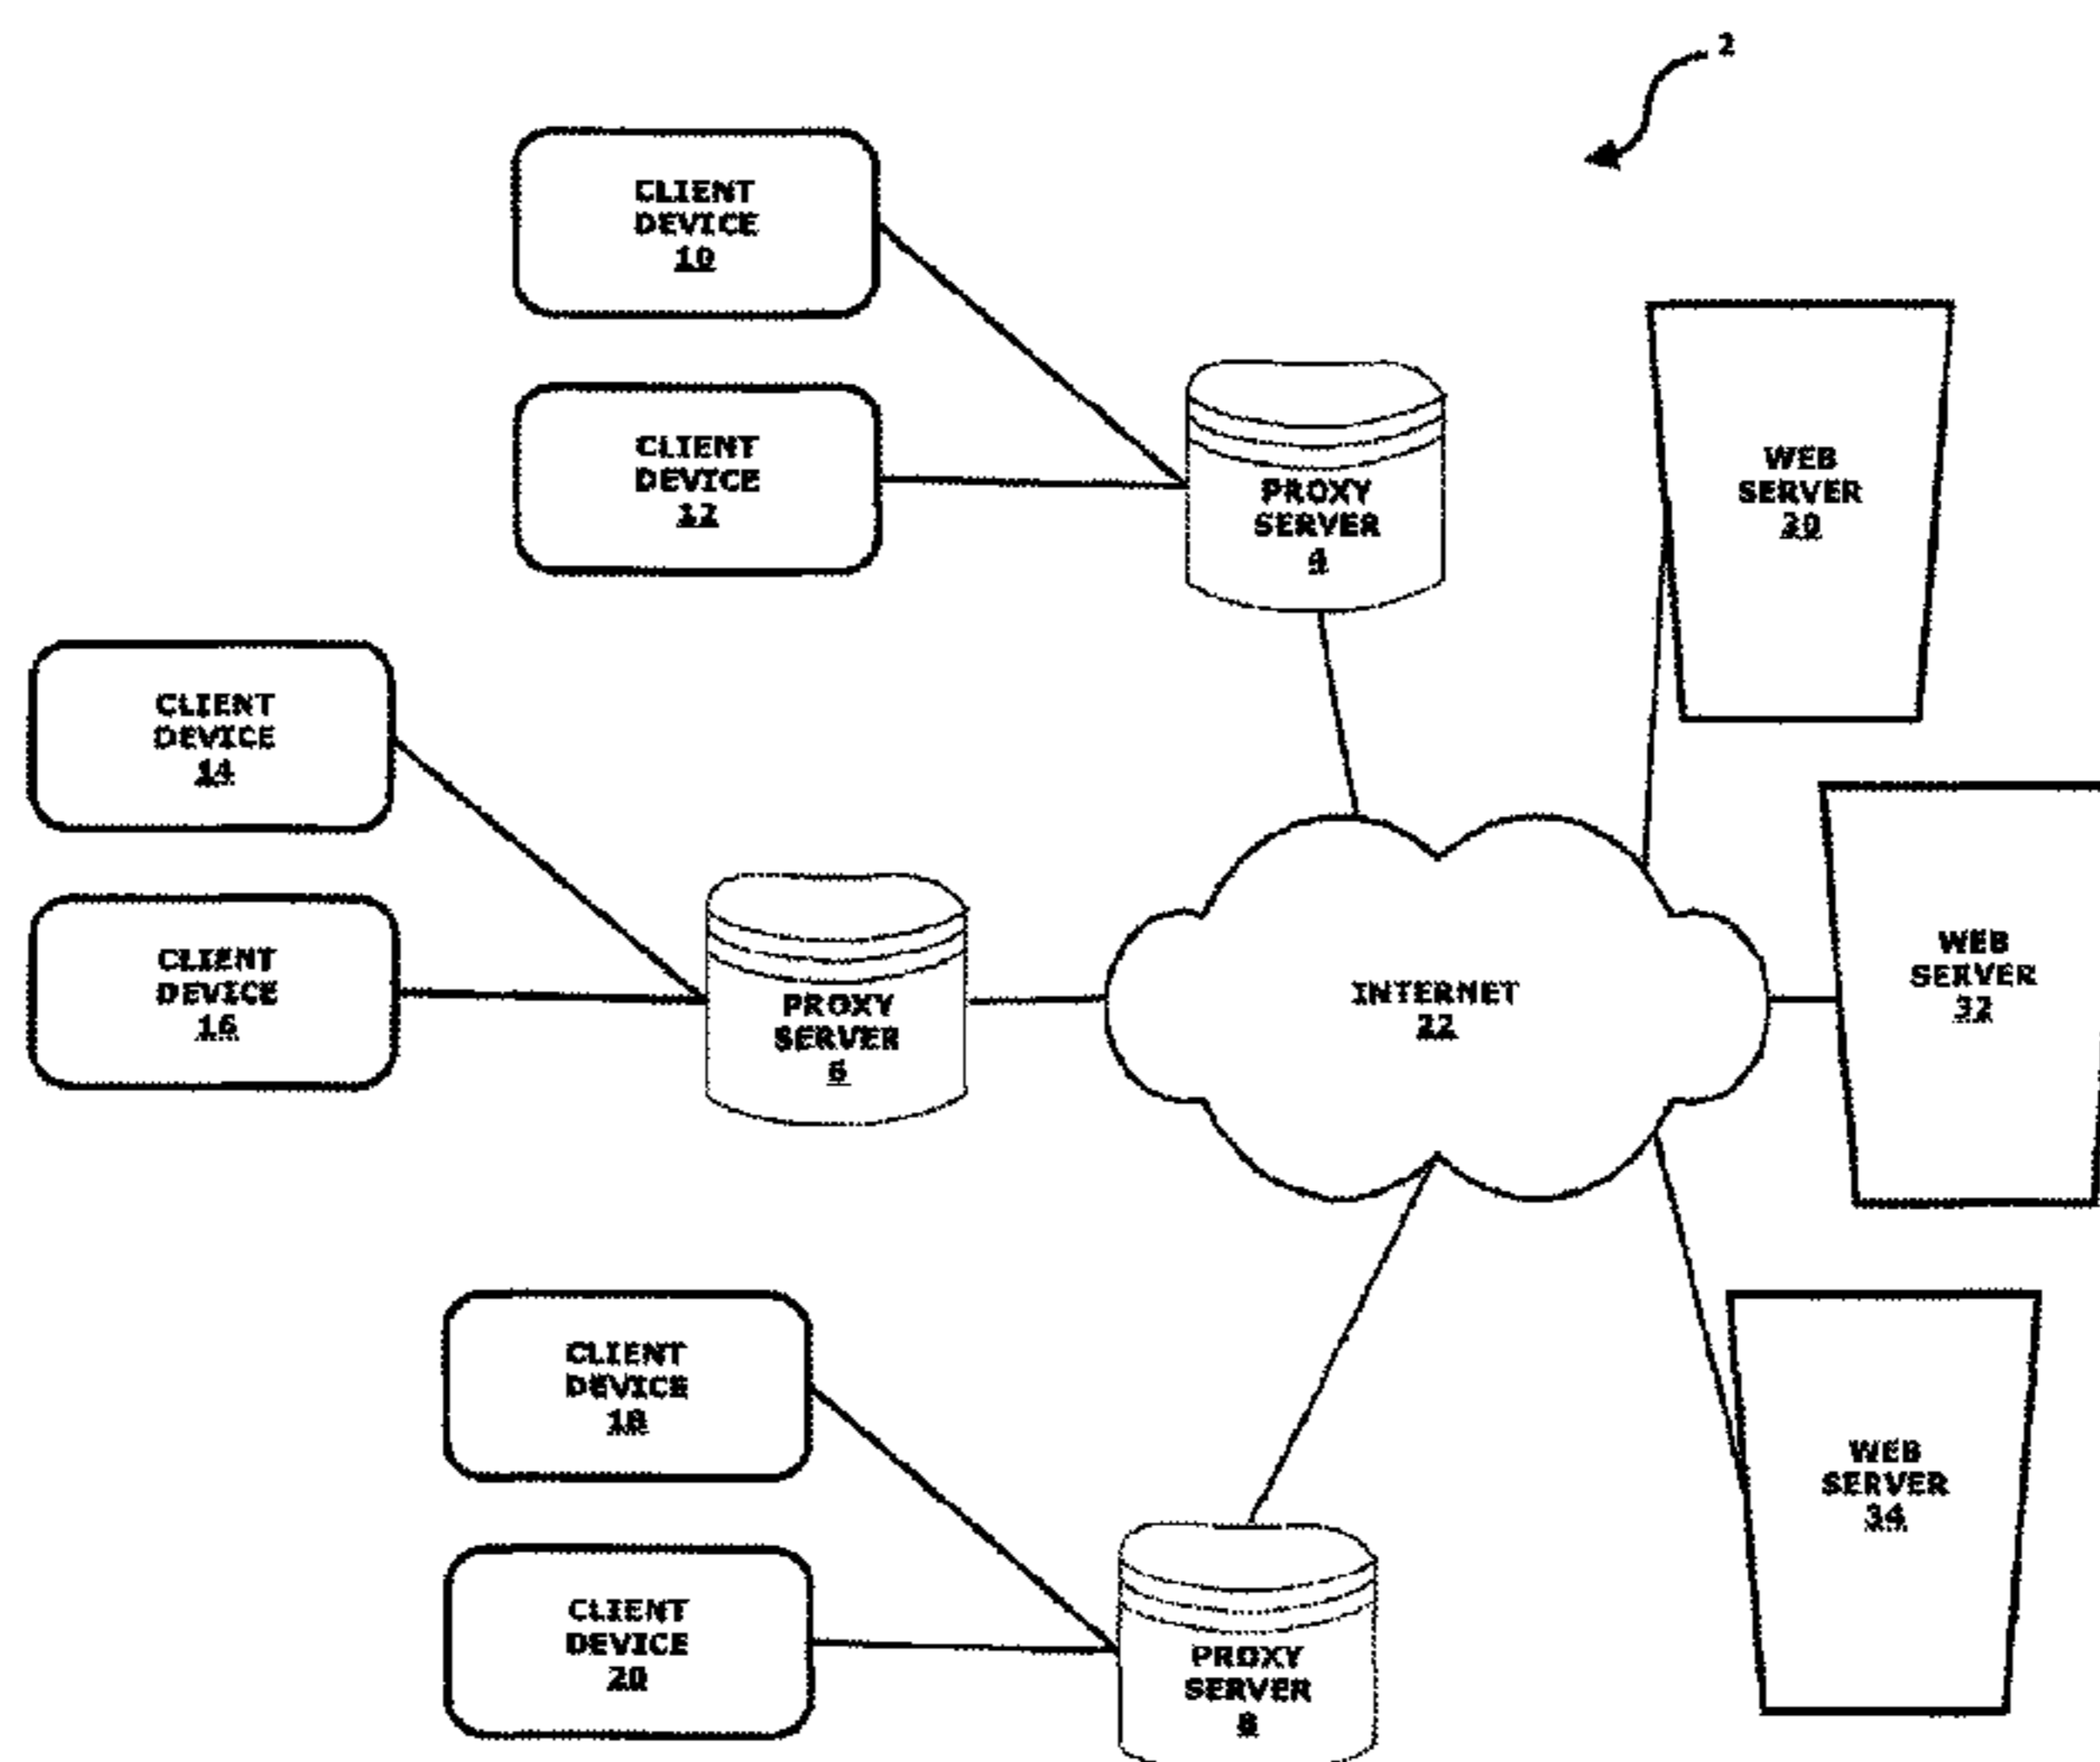 2
CLIENT
DEVICE
10
CLIENT
DEVICE
12
PROXY
SERVER
4
WEB
SERVER
30
CLIENT
DEVICE
14
CLIENT
DEVICE
16
PROXY
SERVER
6
INTERNET
22
WEB
SERVER
32
CLIENT
DEVICE
18
CLIENT
DEVICE
20
PROXY
SERVER
8
WEB
SERVER
34